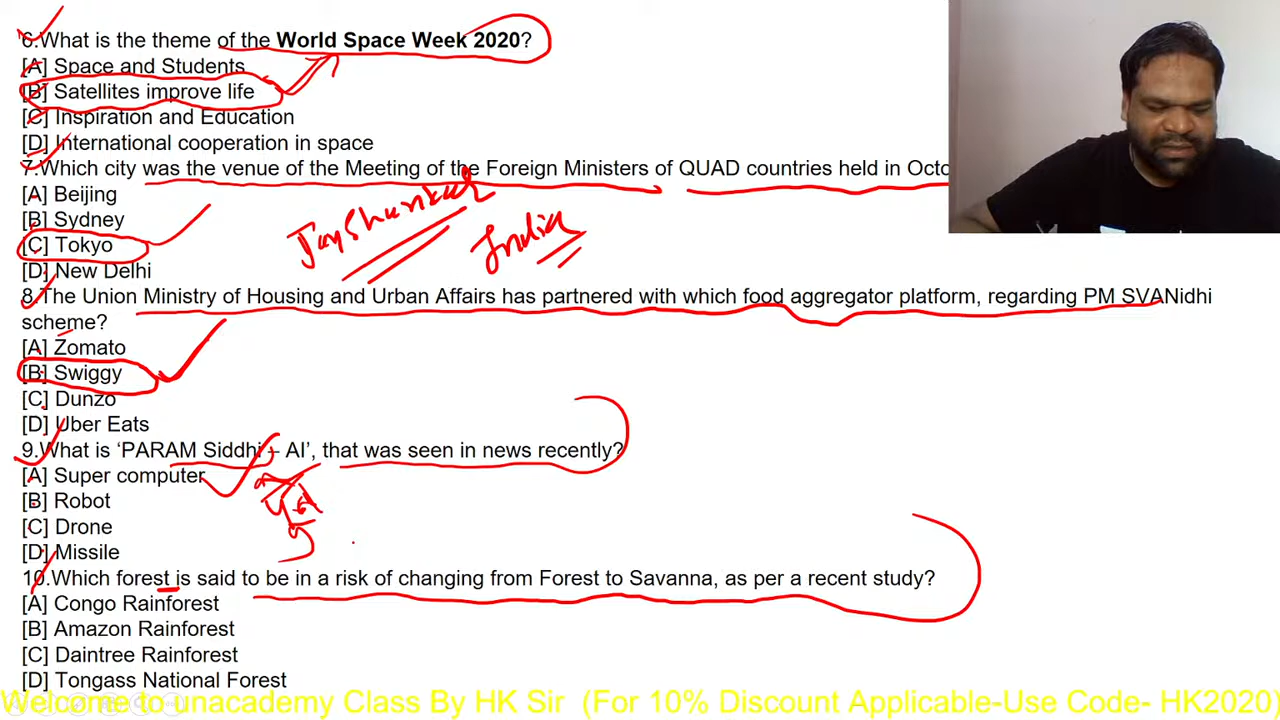 6.What is the theme of the World Space Week 2020?
[A] Space and Students
[B] Satellites improve life
[C] Inspiration and Education
[D] International cooperation in space
7.Which city was the venue of the Meeting of the Foreign Ministers of QUAD countries held in Octo
[A] Beijing
[B] Sydney
[C] Tokyo
[D] New Delhi
Jayshankar
India
8.The Union Ministry of Housing and Urban Affairs has partnered with which food aggregator platform, regarding PM SVANidhi
scheme?
[A] Zomato
[B] Swiggy
[C] Dunzo
[D] Uber Eats
9.What is ‘PARAM Siddhi – AI’, that was seen in news recently?
[A] Super computer
[B] Robot
[C] Drone
[D] Missile
10.Which forest is said to be in a risk of changing from Forest to Savanna, as per a recent study?
[A] Congo Rainforest
[B] Amazon Rainforest
[C] Daintree Rainforest
[D] Tongass National Forest
Welcome to unacademy Class By HK Sir (For 10% Discount Applicable-Use Code- HK2020)